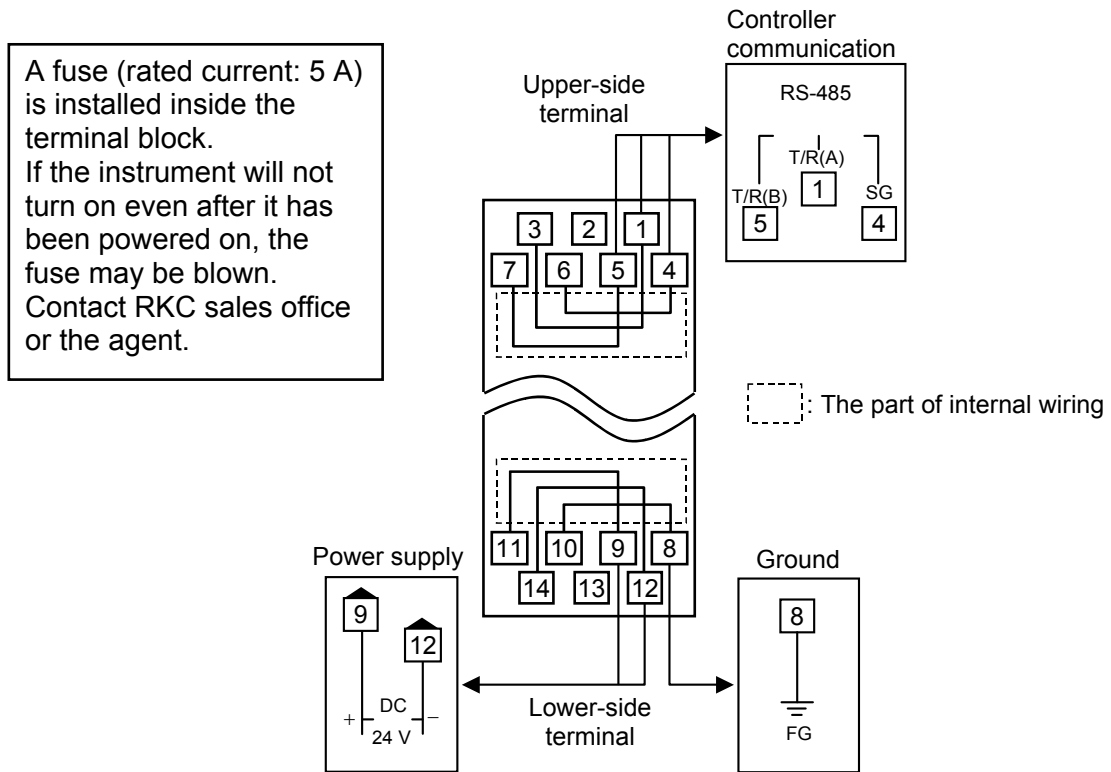 A fuse (rated current: 5 A)
is installed inside the
terminal block.
If the instrument will not
turn on even after it has
been powered on, the
fuse may be blown.
Contact RKC sales office
or the agent.
Upper-side
terminal
Controller
communication
RS-485
T/R(A)
1
T/R(B)
5
SG
4
3 2 1
7 6 5 4
: The part of internal wiring
11 10 9 8
14 13 12
Power supply
9
12
+ DC −
24 V
Lower-side
terminal
Ground
8
FG